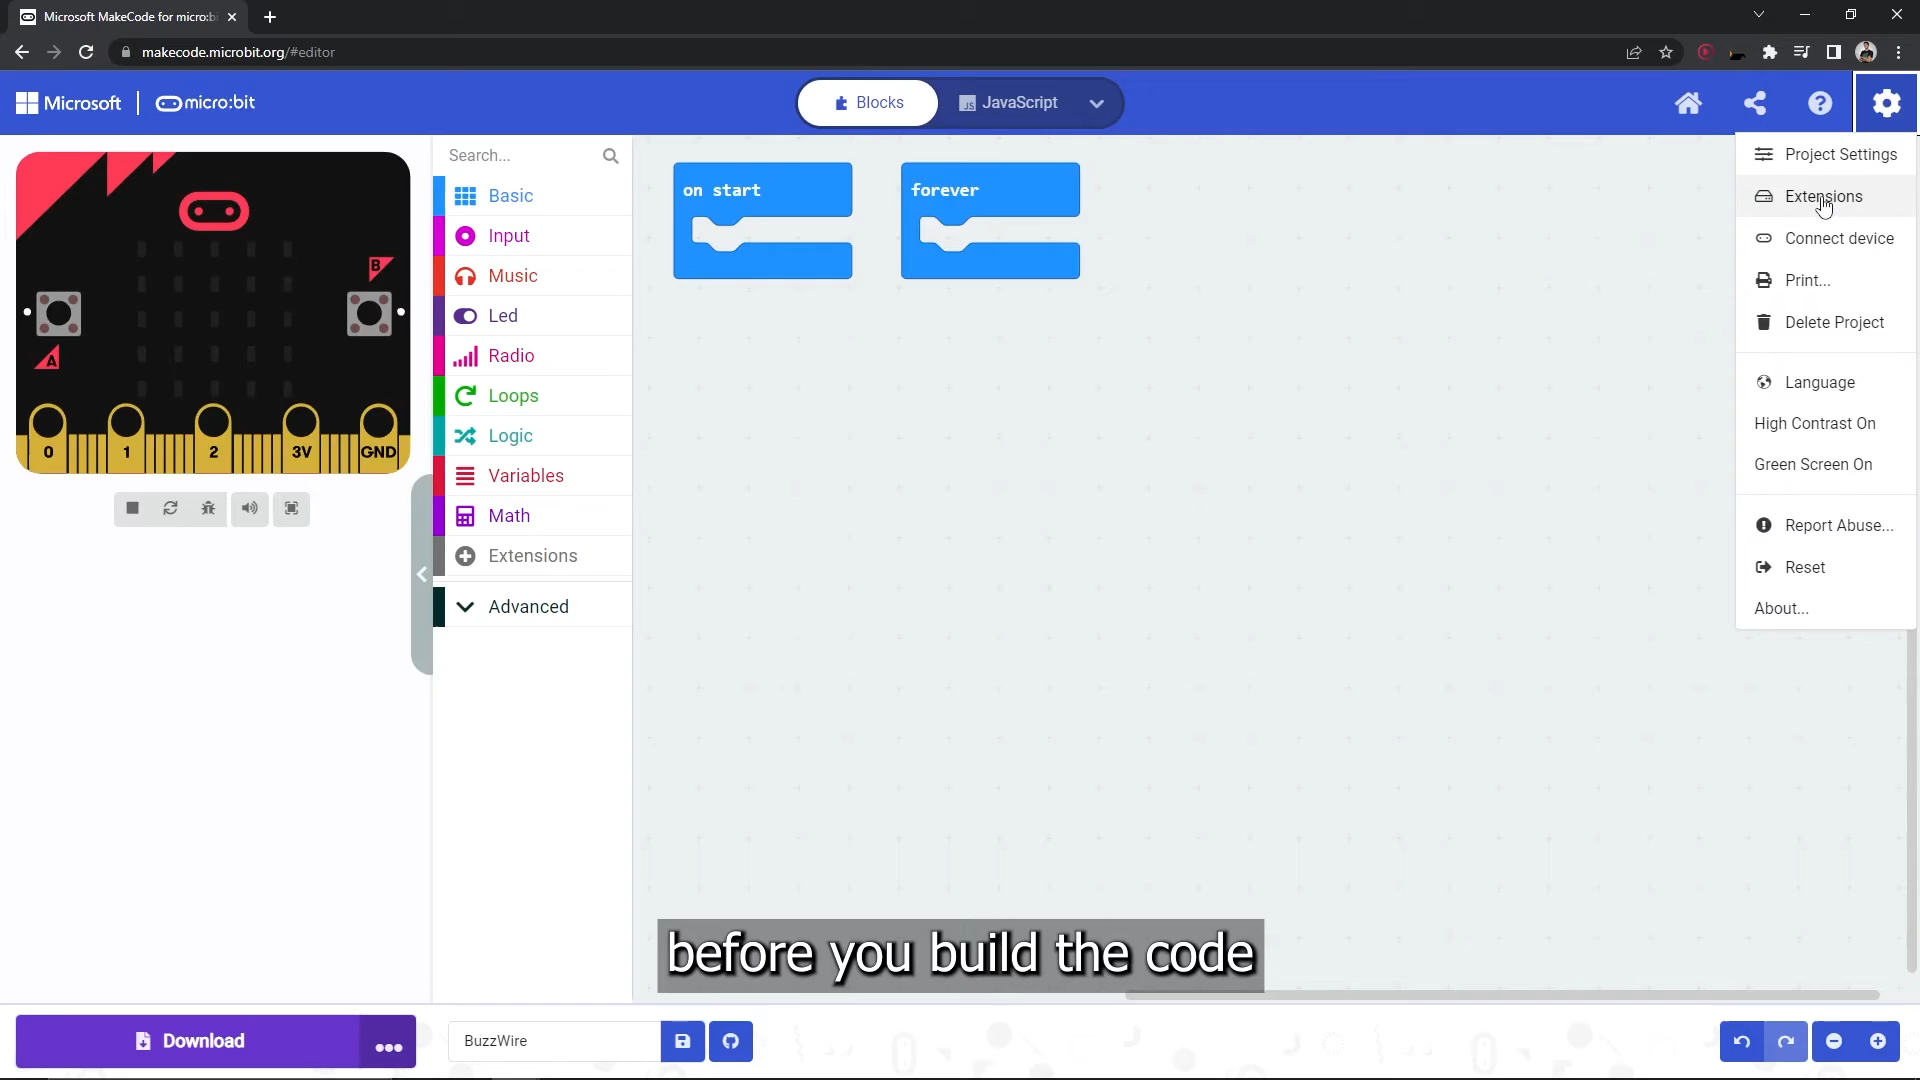 Microsoft MakeCode for micro:bi
makecode.microbit.org/#editor
Microsoft | micro:bit
Blocks
JS JavaScript
Search...
Basic
Input
Music
Led
Radio
Loops
Logic
Variables
Math
Extensions
Advanced
on start
forever
B
A
0 1 2 3V GND
Project Settings
Extensions
Connect device
Print...
Delete Project
Language
High Contrast On
Green Screen On
Report Abuse...
Reset
About...
before you build the code
Download
BuzzWire